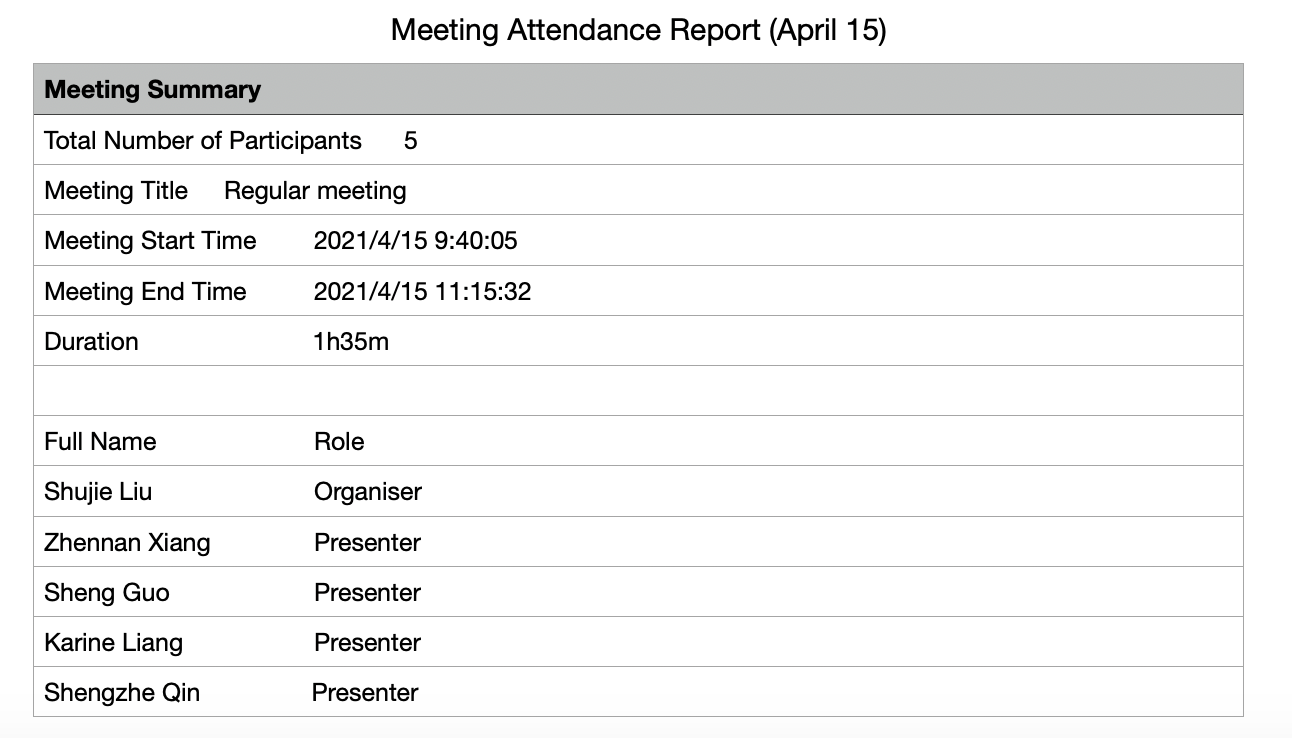 Meeting Attendance Report (April 15)
Meeting Summary
Total Number of Participants 5
Meeting Title Regular meeting
Meeting Start Time 2021/4/15 9:40:05
Meeting End Time 2021/4/15 11:15:32
Duration 1h35m
Full Name Role
Shujie Liu Organiser
Zhennan Xiang Presenter
Sheng Guo Presenter
Karine Liang Presenter
Shengzhe Qin Presenter